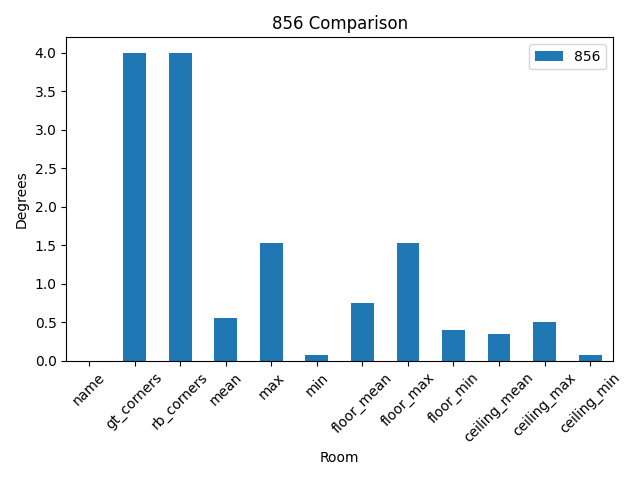 856 Comparison
856
Degrees
4.0
3.5
3.0
2.5
2.0
1.5
1.0
0.5
0.0
name
gt_corners
rb_corners
mean
max
min
floor_mean
floor_max
floor_min
ceiling_mean
ceiling_max
ceiling_min
Room